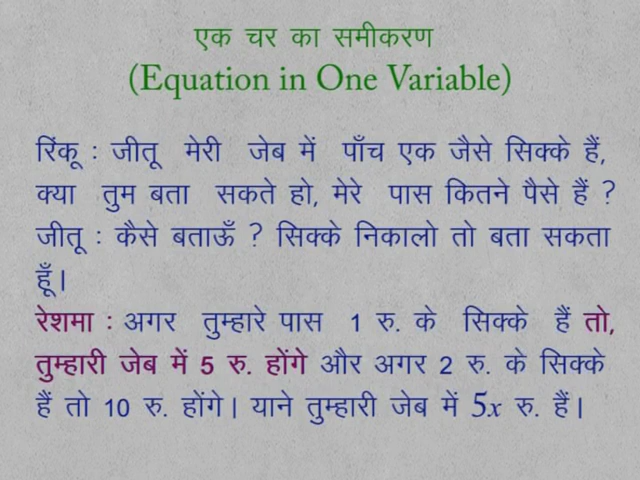 एक चर का समीकरण
(Equation in One Variable)
रिंकू : जीतू मेरी जेब में पाँच एक जैसे सिक्के हैं,
क्या तुम बता सकते हो, मेरे पास कितने पैसे हैं ?
जीतू : कैसे बताऊँ ? सिक्के निकालो तो बता सकता
हूँ।
रेशमा : अगर तुम्हारे पास 1 रु. के सिक्के हैं तो,
तुम्हारी जेब में 5 रु. होंगे और अगर 2 रु. के सिक्के
हैं तो 10 रु. होंगे। याने तुम्हारी जेब में 5x रु. हैं।